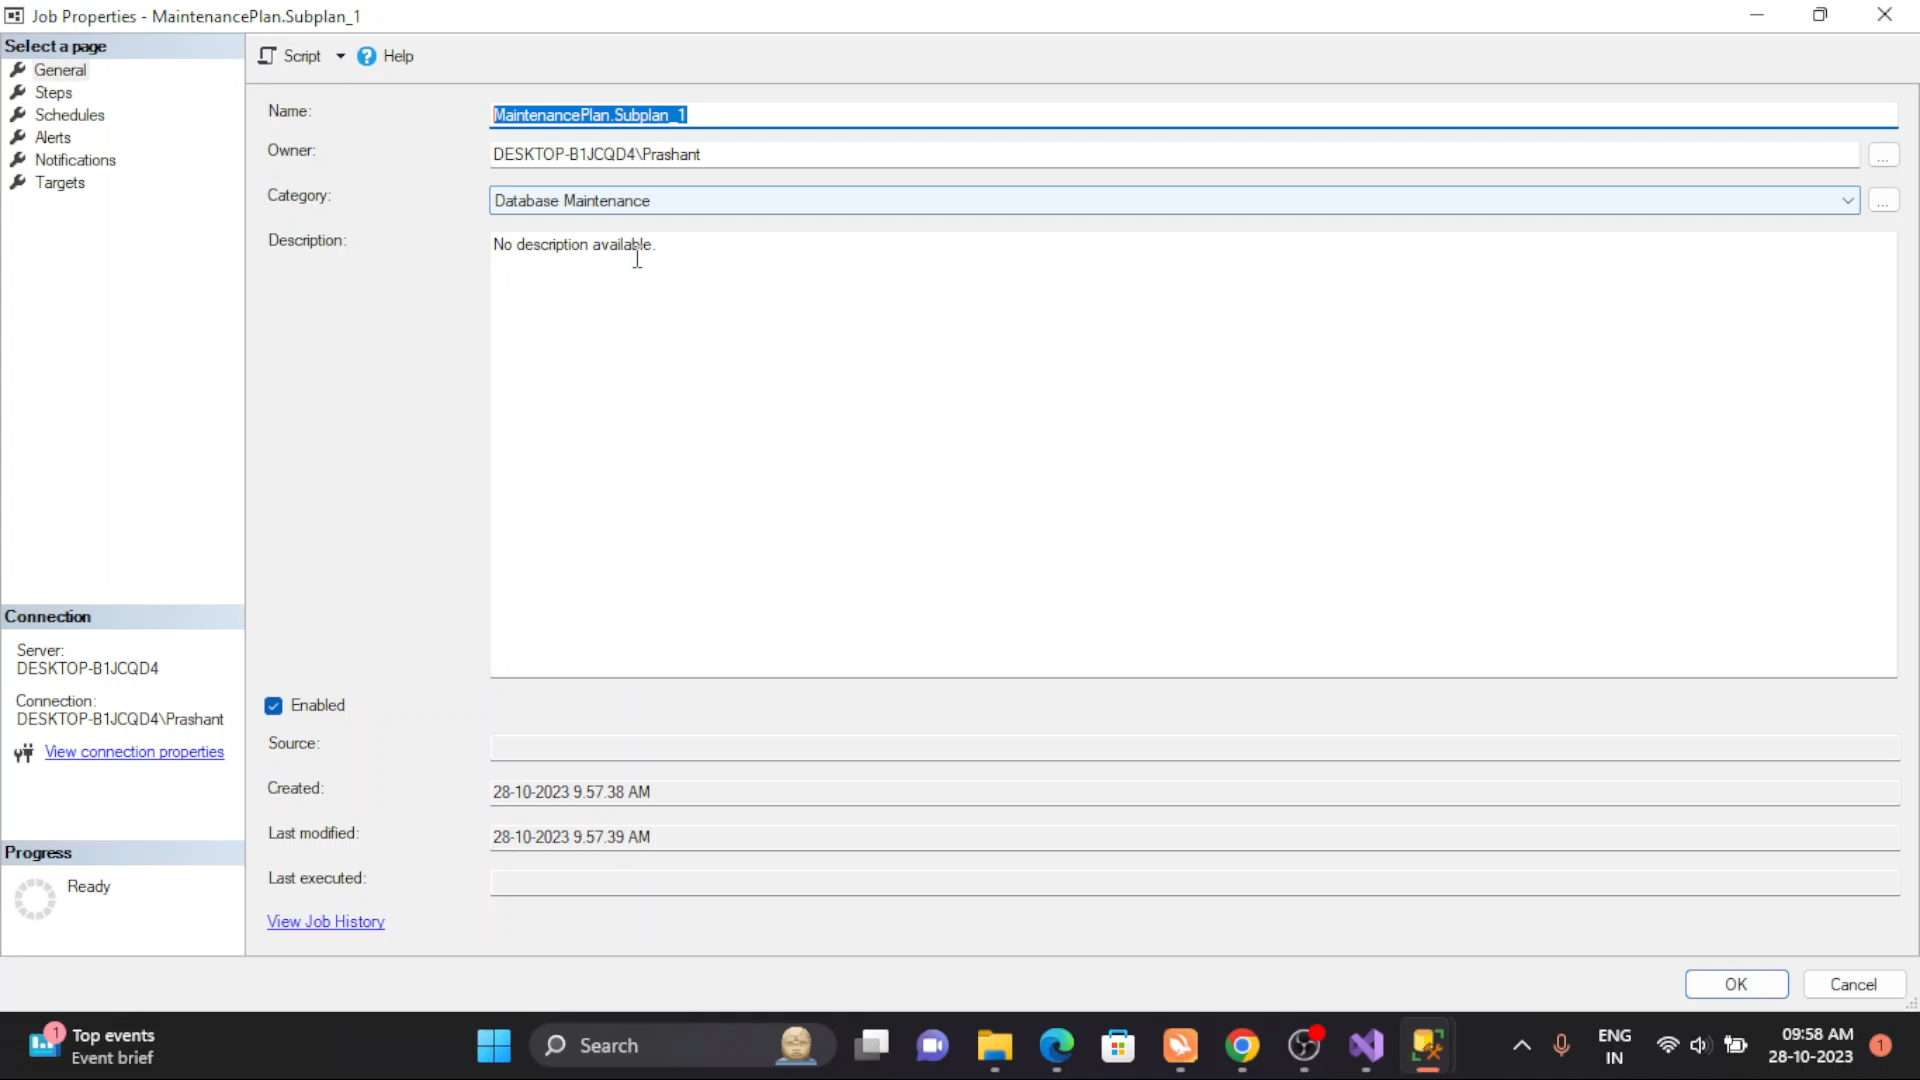 Job Properties - MaintenancePlan.Subplan_1
Select a page
General
Steps
Schedules
Alerts
Notifications
Targets
Script
Help
Name:
MaintenancePlan.Subplan_1
Owner:
DESKTOP-B1JCQD4\Prashant
...
Category:
Database Maintenance
...
Description:
No description available.
Connection
Server:
DESKTOP-B1JCQD4
Connection:
DESKTOP-B1JCQD4\Prashant
View connection properties
Progress
Ready
Enabled
Source:
Created:
28-10-2023 9.57.38 AM
Last modified:
28-10-2023 9.57.39 AM
Last executed:
View Job History
OK
Cancel
1
Top events
Event brief
Search
ENG
IN
09:58 AM
28-10-2023
1